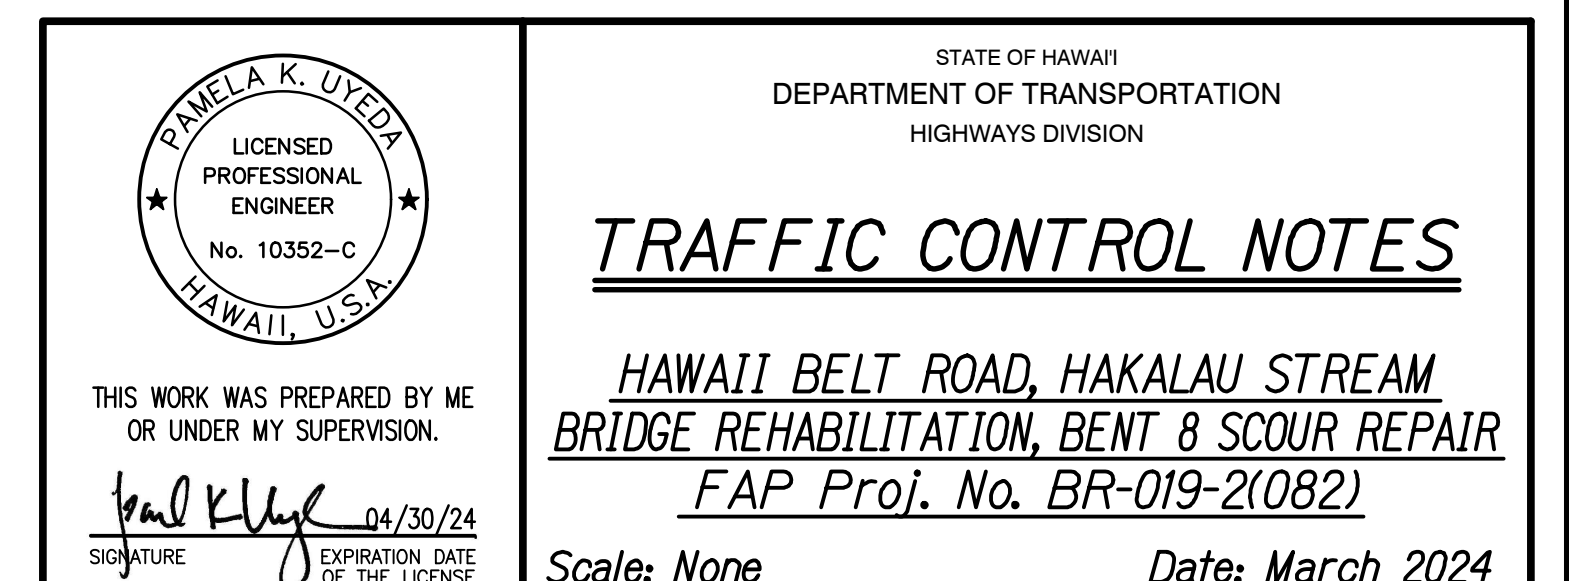 PAMELA K. UYEDA
LICENSED
PROFESSIONAL
ENGINEER
No. 10352-C
HAWAII, U.S.A.
THIS WORK WAS PREPARED BY ME
OR UNDER MY SUPERVISION.
04/30/24
SIGNATURE
EXPIRATION DATE
OF THE LICENSE
STATE OF HAWAI'I
DEPARTMENT OF TRANSPORTATION
HIGHWAYS DIVISION
TRAFFIC CONTROL NOTES
HAWAII BELT ROAD, HAKALAU STREAM
BRIDGE REHABILITATION, BENT 8 SCOUR REPAIR
FAP Proj. No. BR-019-2(082)
Scale: None
Date: March 2024